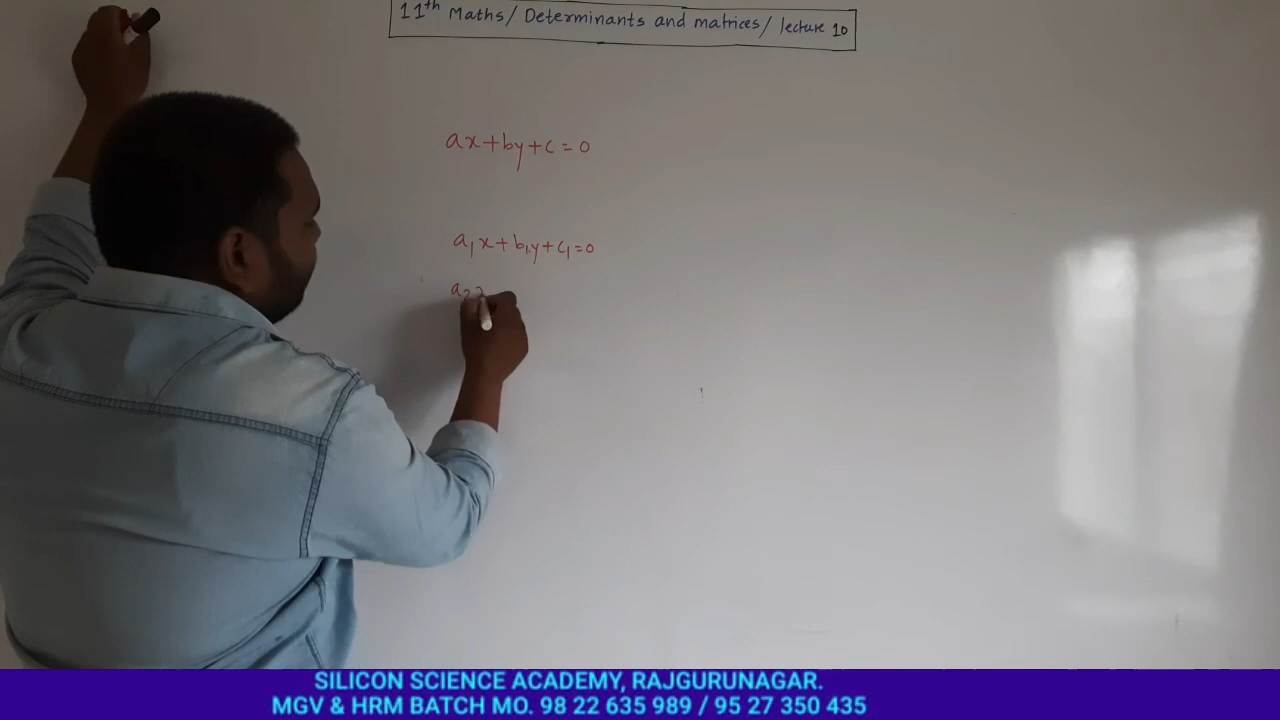 11th Maths/ Determinants and matrices/ lecture 10
ax+by+c=0
a₁x+b₁y+c₁=0
a₂
SILICON SCIENCE ACADEMY, RAJGURUNAGAR.
MGV & HRM BATCH MO. 98 22 635 989 / 95 27 350 435